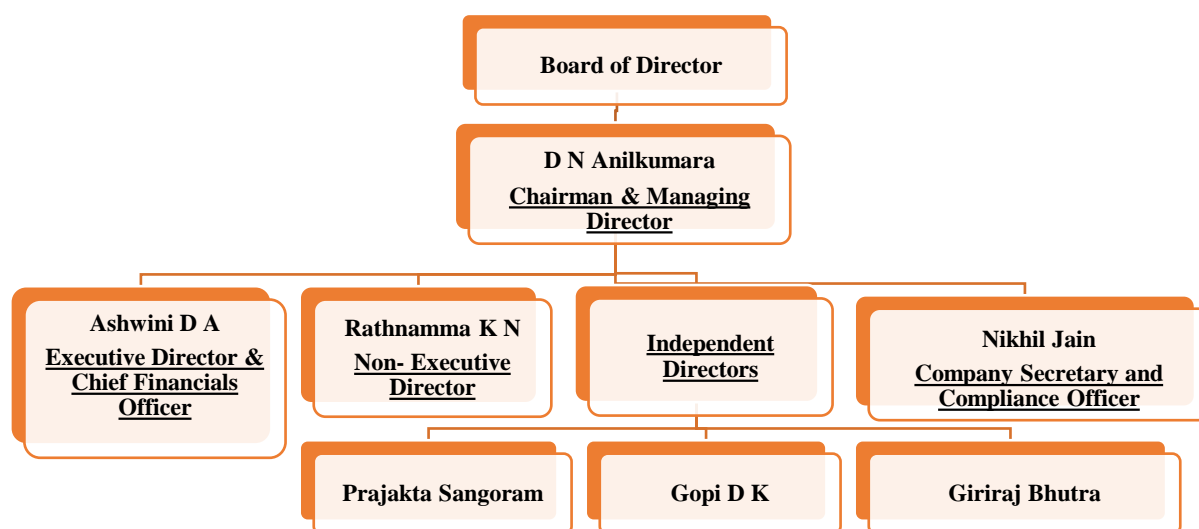 Board of Director
D N Anilkumara
Chairman & Managing
Director
Ashwini D A
Executive Director &
Chief Financials
Officer
Rathnamma K N
Non- Executive
Director
Independent
Directors
Nikhil Jain
Company Secretary and
Compliance Officer
Prajakta Sangoram
Gopi D K
Giriraj Bhutra